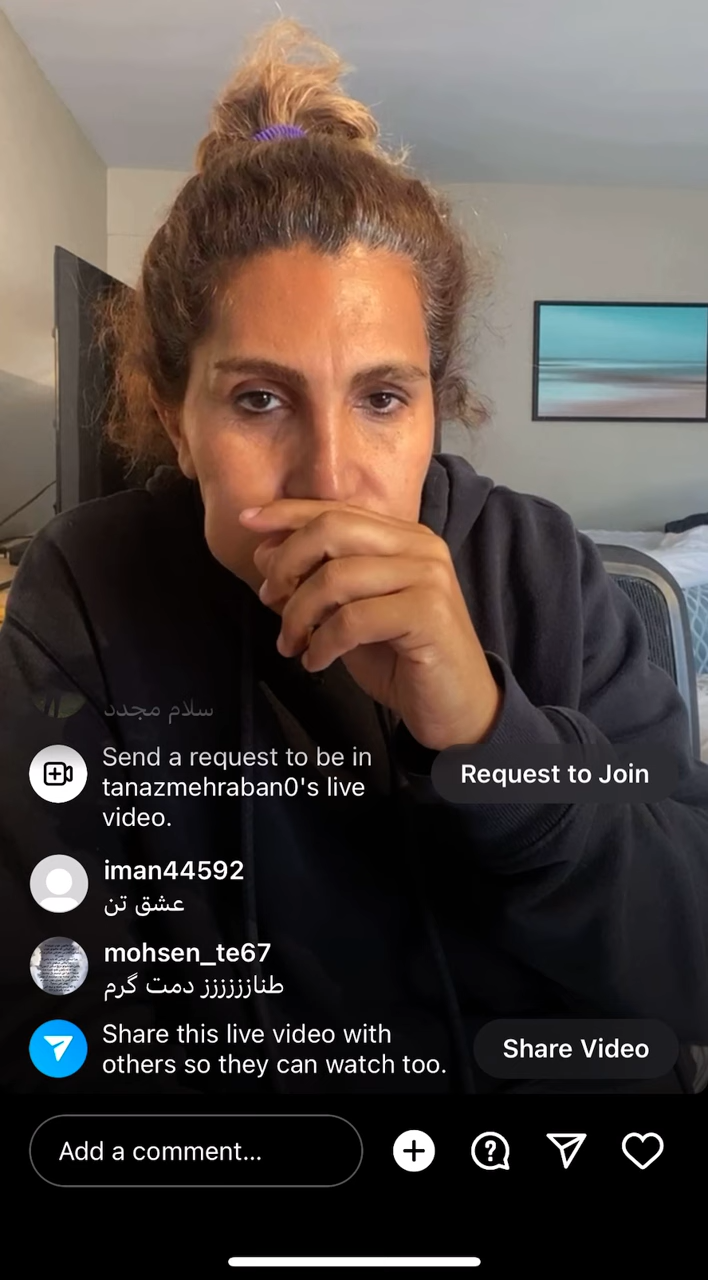 سلام مجدد
Send a request to be in
tanazmehraban0's live
video.
Request to Join
iman44592
عشق تن
mohsen_te67
طنازززززز دمت گرم
Share this live video with
others so they can watch too.
Share Video
Add a comment...